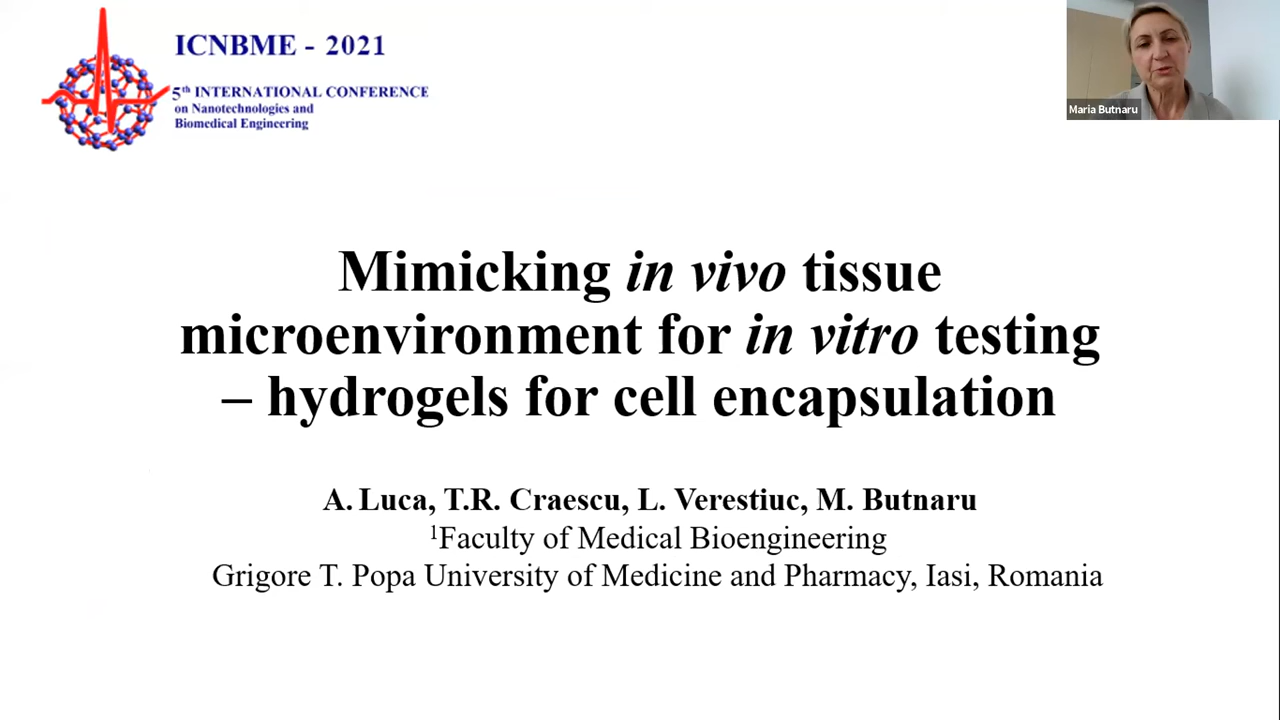 ICNBME - 2021
5th INTERNATIONAL CONFERENCE
on Nanotechnologies and
Biomedical Engineering
Maria Butnaru
Mimicking in vivo tissue
microenvironment for in vitro testing
– hydrogels for cell encapsulation
A. Luca, T.R. Craescu, L. Verestiuc, M. Butnaru
1Faculty of Medical Bioengineering
Grigore T. Popa University of Medicine and Pharmacy, Iasi, Romania